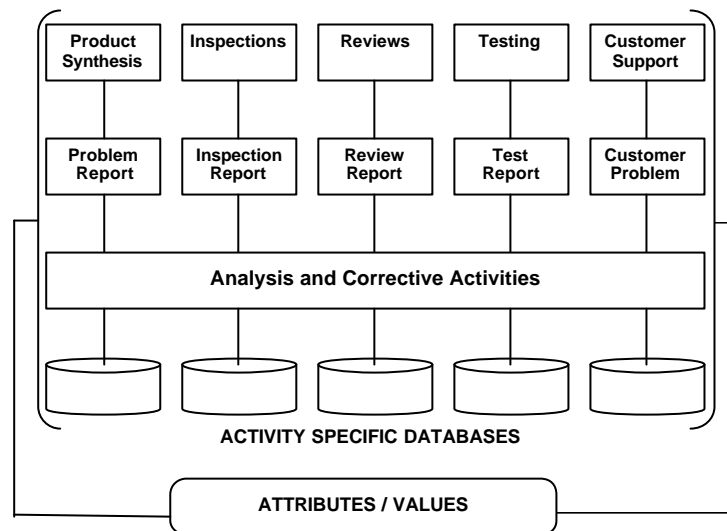 Product Inspections Reviews Testing Customer
Synthesis Support
Problem Inspection Review Test Customer
Report Report Report Report Problem
Analysis and Corrective Activities
ACTIVITY SPECIFIC DATABASES
ATTRIBUTES / VALUES